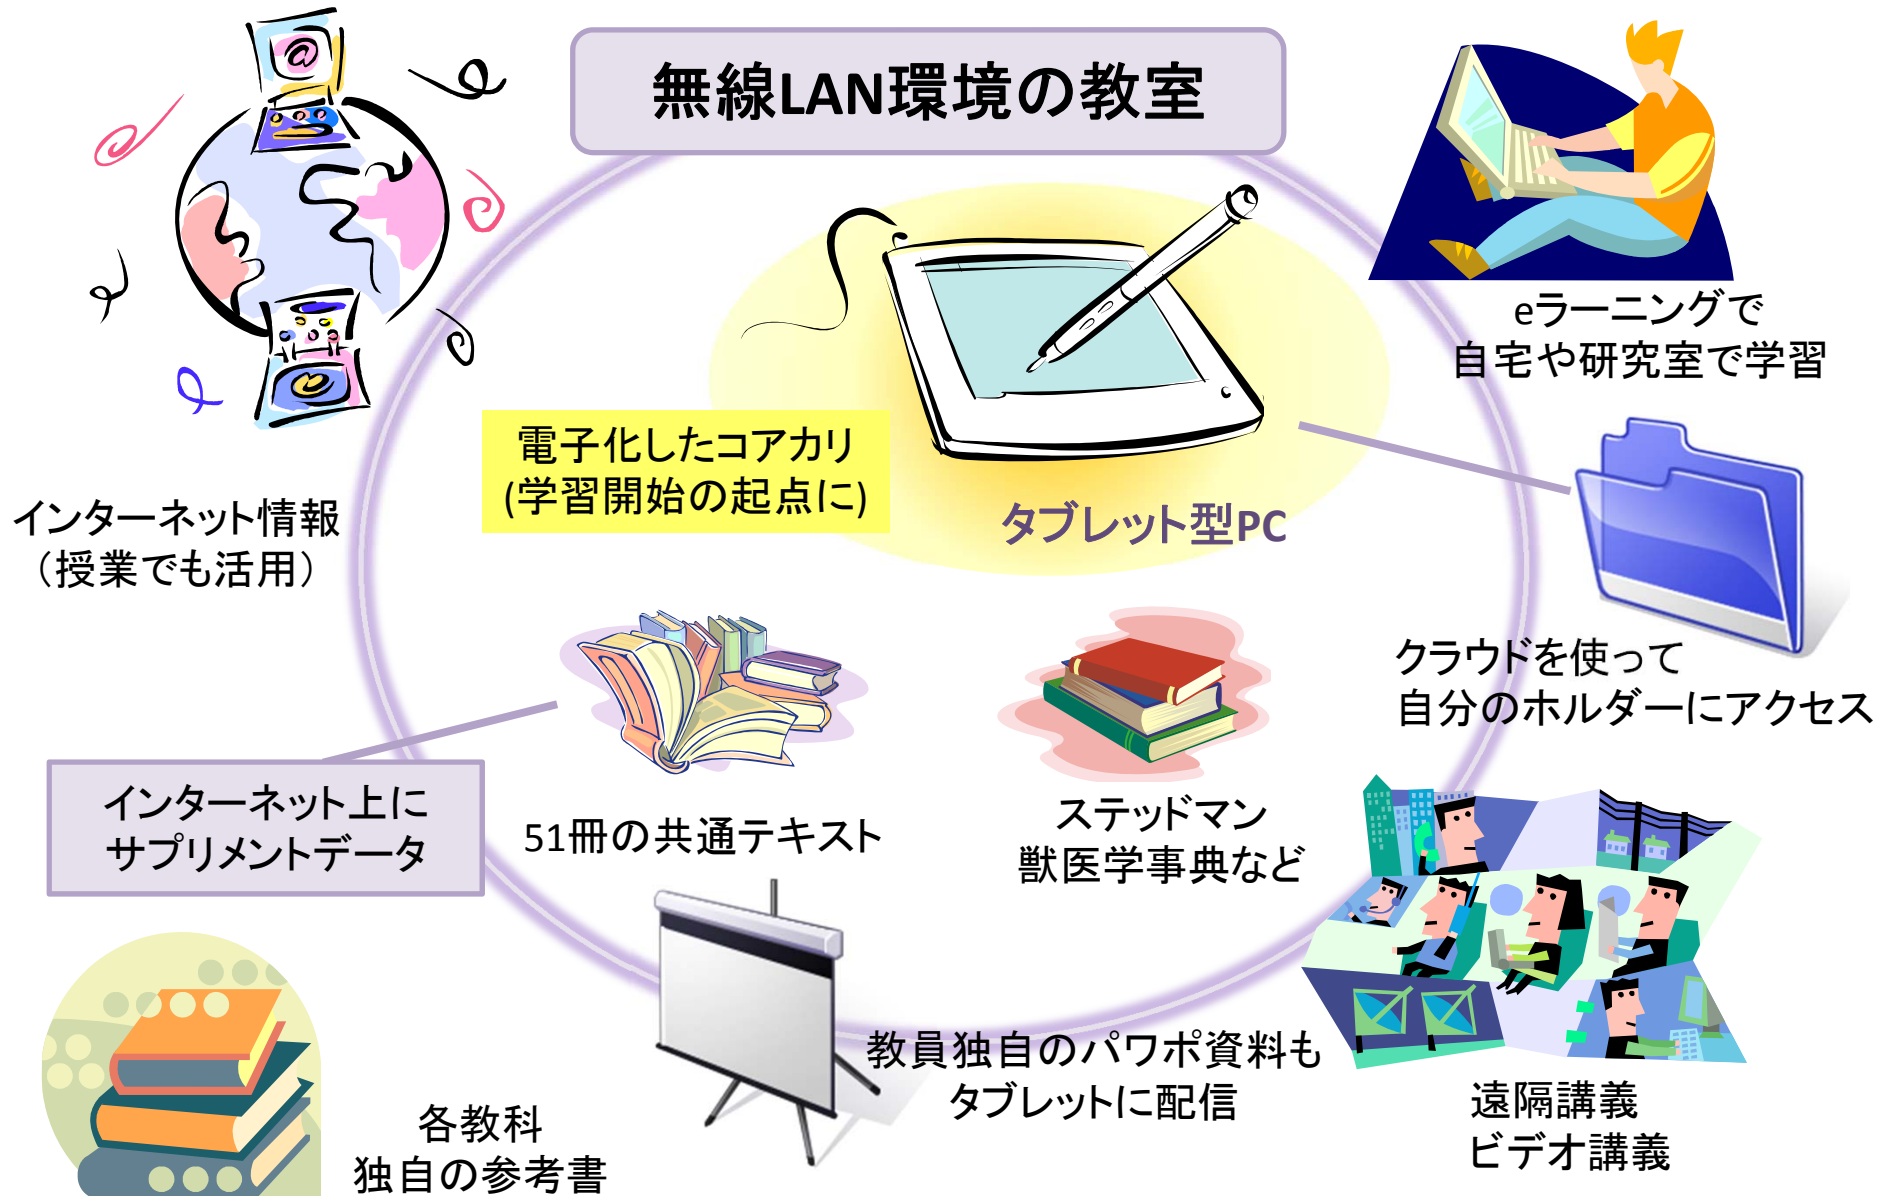 無線LAN環境の教室
eラーニングで
自宅や研究室で学習
電子化したコアカリ
(学習開始の起点に)
タブレット型PC
インターネット情報
（授業でも活用）
クラウドを使って
自分のホルダーにアクセス
インターネット上に
サプリメントデータ
51冊の共通テキスト
ステッドマン
獣医学事典など
教員独自のパワポ資料も
タブレットに配信
遠隔講義
ビデオ講義
各教科
独自の参考書